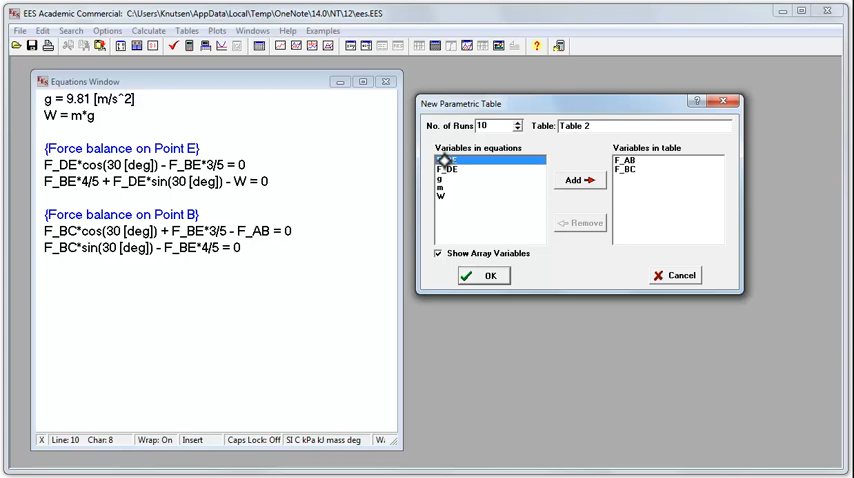 EES Academic Commercial: C:\Users\Knutsen\AppData\Local\Temp\OneNote\14.0\NT\12\ees.EES
File Edit Search Options Calculate Tables Plots Windows Help Examples
Equations Window
g = 9.81 [m/s^2]
W = m*g
{Force balance on Point E}
F_DE*cos(30 [deg]) - F_BE*3/5 = 0
F_BE*4/5 + F_DE*sin(30 [deg]) - W = 0
{Force balance on Point B}
F_BC*cos(30 [deg]) + F_BE*3/5 - F_AB = 0
F_BC*sin(30 [deg]) - F_BE*4/5 = 0
X Line: 10 Char: 8 Wrap: On Insert Caps Lock: Off SI C kPa kJ mass deg
New Parametric Table
No. of Runs 10 Table: Table 2
Variables in equations
F_DE
g
m
W
Add
Remove
Variables in table
F_AB
F_BC
Show Array Variables
OK
Cancel